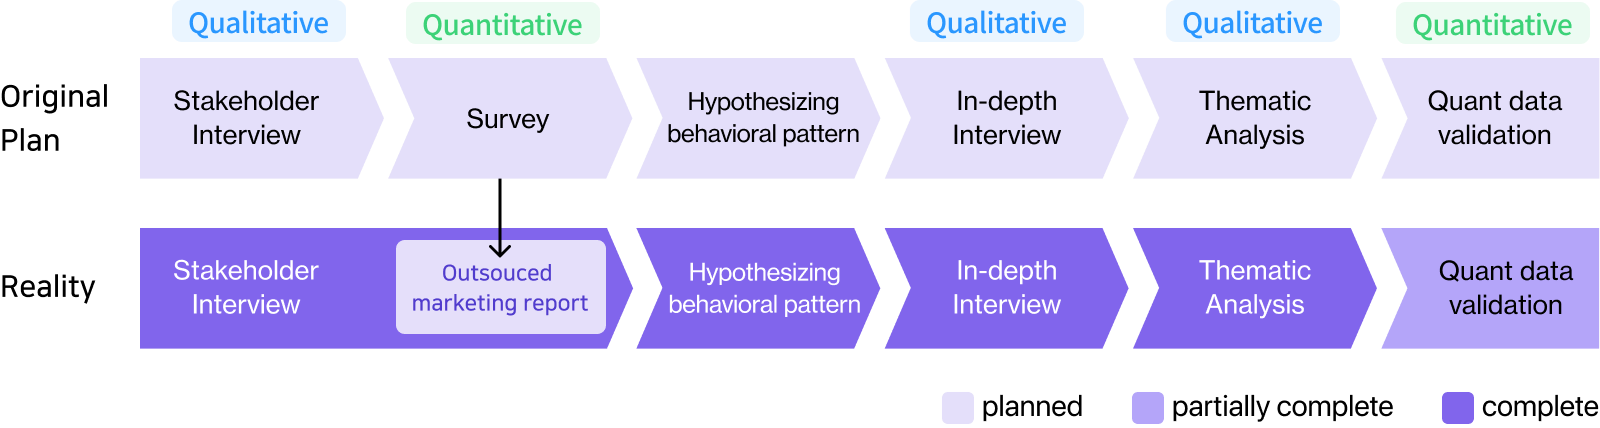 Qualitative
Quantitative
Qualitative
Qualitative
Quantitative
Original
Plan
Stakeholder
Interview
Survey
Hypothesizing
behavioral pattern
In-depth
Interview
Thematic
Analysis
Quant data
validation
Reality
Stakeholder
Interview
Outsouced
marketing report
Hypothesizing
behavioral pattern
In-depth
Interview
Thematic
Analysis
Quant data
validation
planned
partially complete
complete